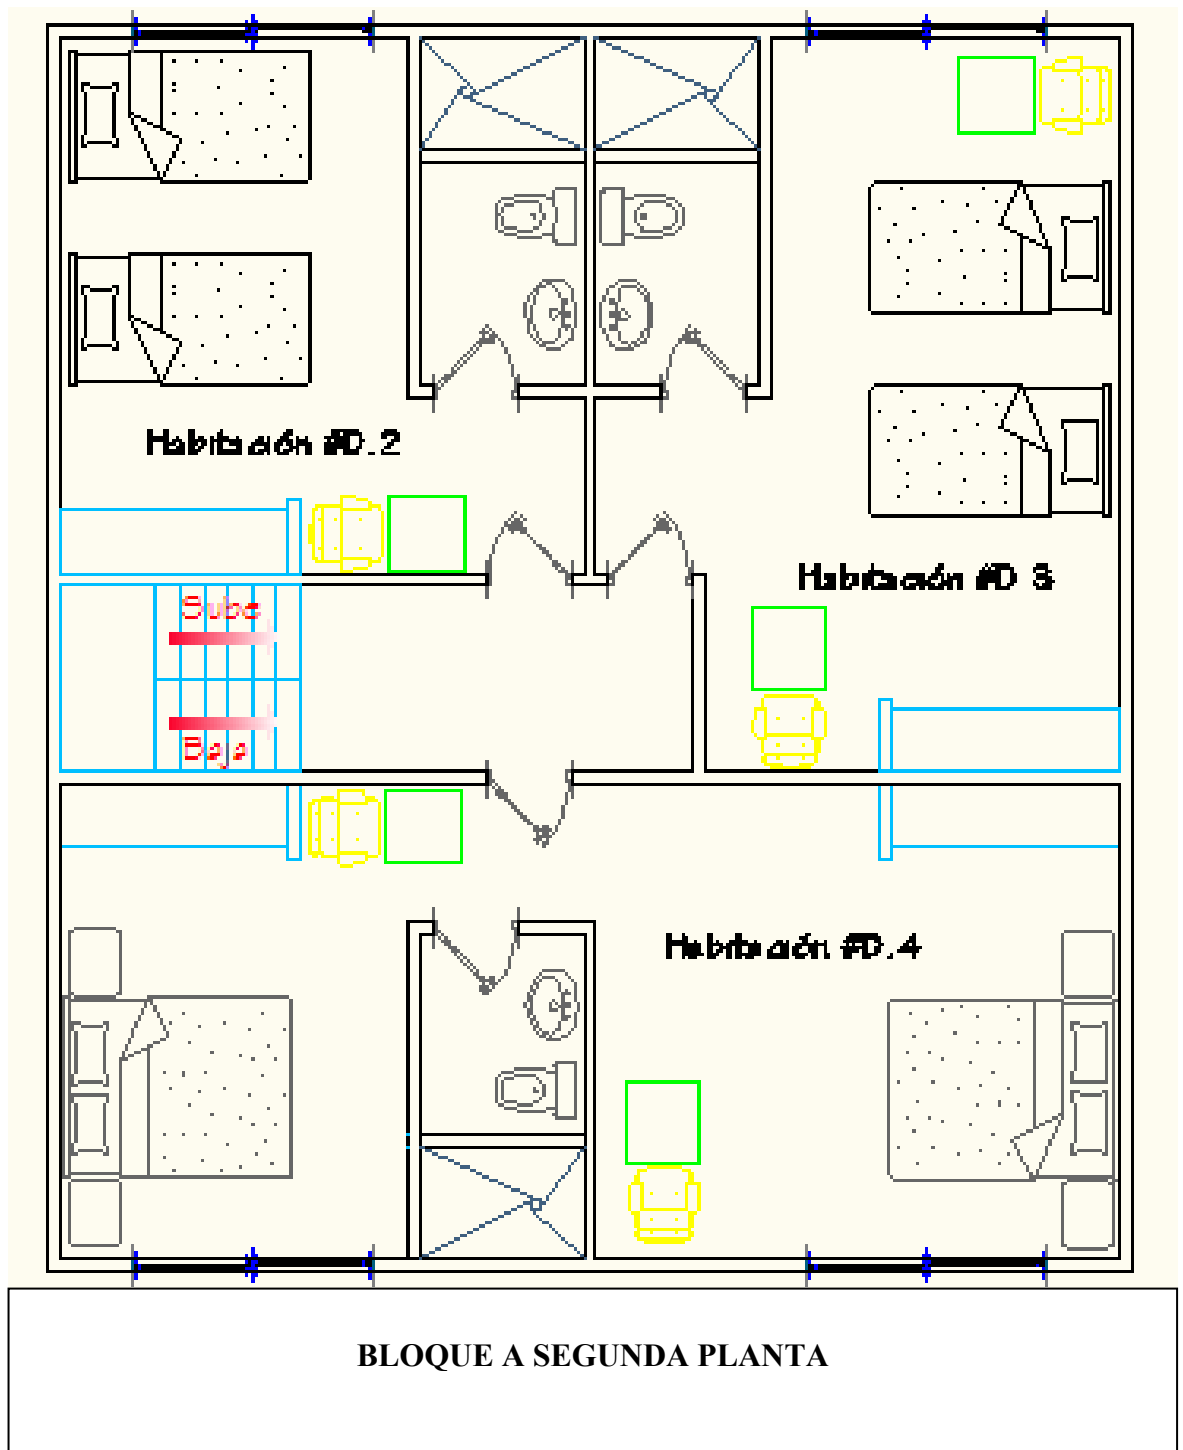 Habitación #D.2
Habitación #D 3
Sube
Baja
Habitación #D.4
BLOQUE A SEGUNDA PLANTA